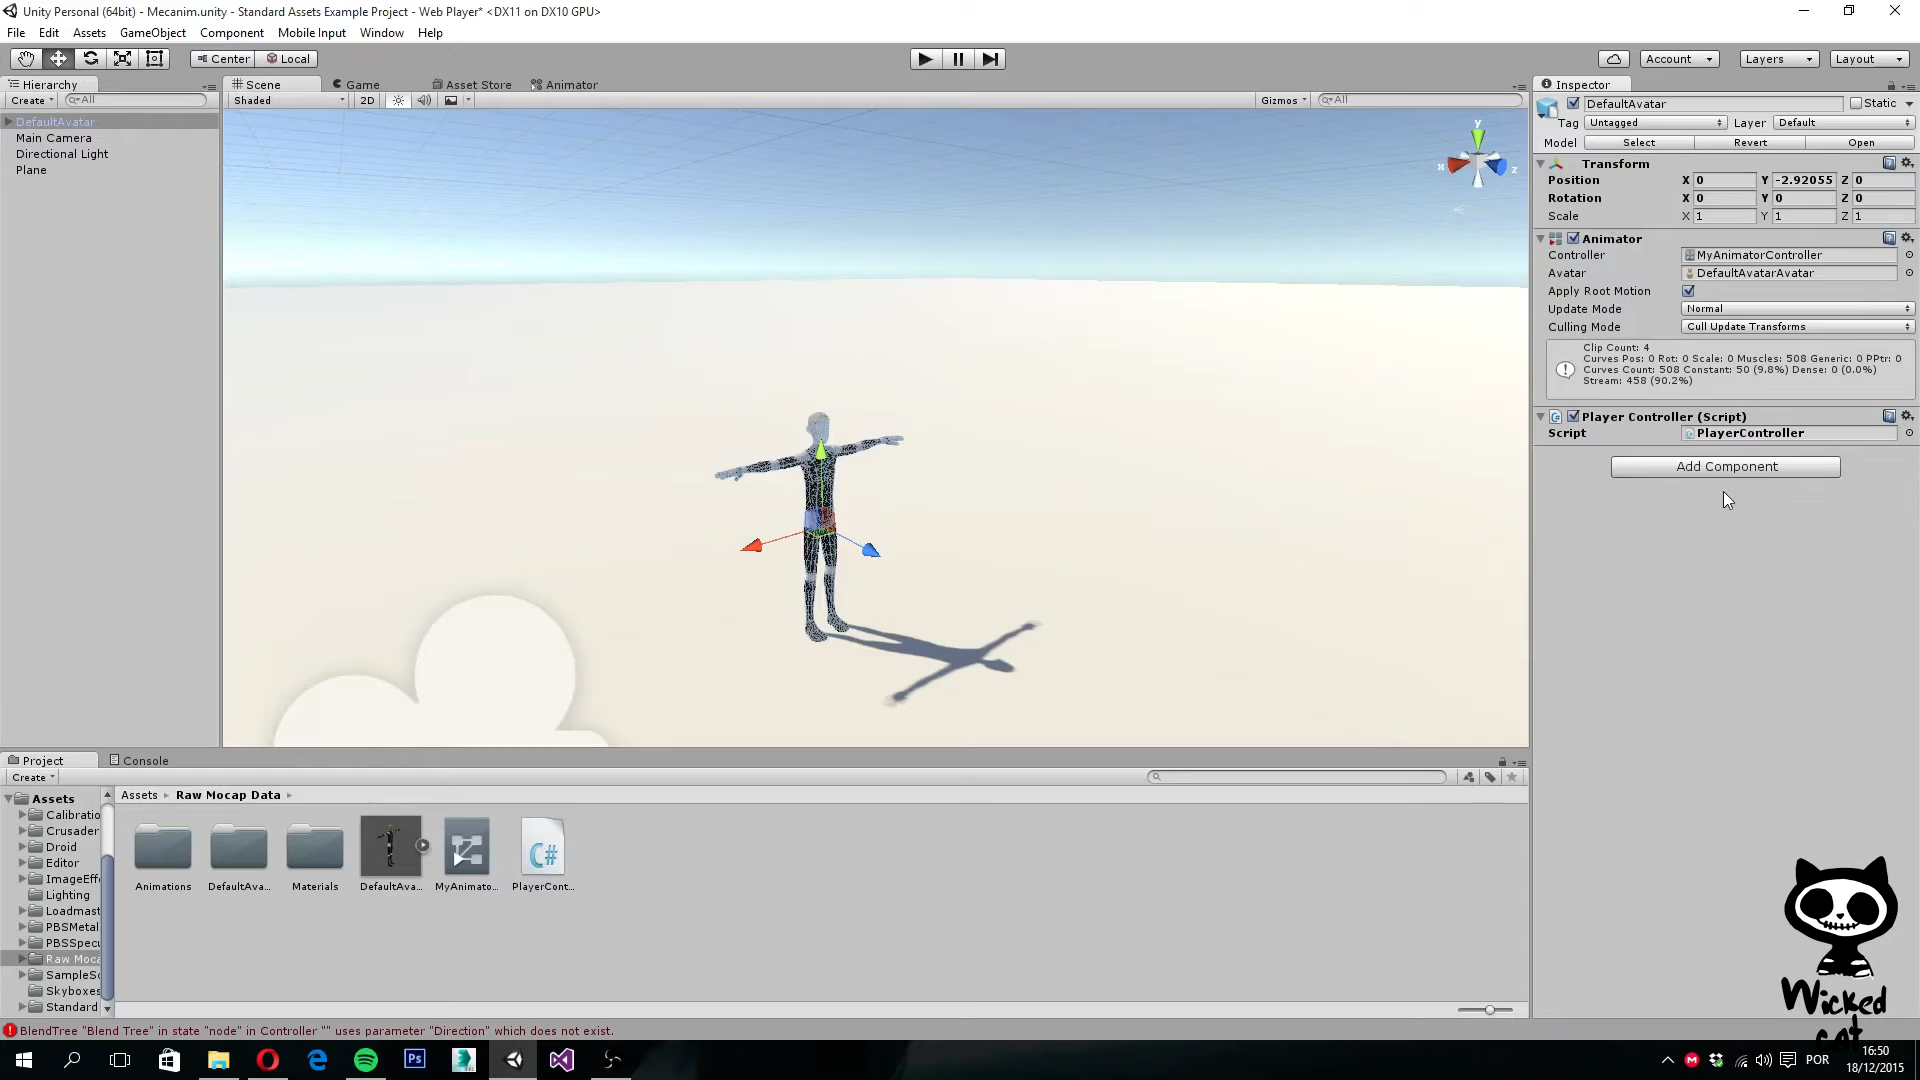 Unity Personal (64bit) - Mecanim.unity - Standard Assets Example Project - Web Player* <DX11 on DX10 GPU>
File Edit Assets GameObject Component Mobile Input Window Help
Center Local
Account Layers Layout
Hierarchy
Create All
DefaultAvatar
Main Camera
Directional Light
Plane
Scene Game Asset Store Animator
Shaded 2D Gizmos All
y
x
z
Inspector
DefaultAvatar Static
Tag Untagged Layer Default
Model Select Revert Open
Transform
Position X 0 Y -2.92055 Z 0
Rotation X 0 Y 0 Z 0
Scale X 1 Y 1 Z 1
Animator
Controller MyAnimatorController
Avatar DefaultAvatarAvatar
Apply Root Motion
Update Mode Normal
Culling Mode Cull Update Transforms
Clip Count: 4
Curves Pos: 0 Rot: 0 Scale: 0 Muscles: 508 Generic: 0 PPtr: 0
Curves Count: 508 Constant: 50 (9.8%) Dense: 0 (0.0%)
Stream: 458 (90.2%)
Player Controller (Script)
Script PlayerController
Add Component
Project Console
Create
Assets
Calibratio
Crusader
Droid
Editor
ImageEffe
Lighting
Loadmast
PBSMetal
PBSSpecu
Raw Moca
SampleSc
Skyboxes
Standard
Assets Raw Mocap Data
C#
Animations DefaultAva... Materials DefaultAva... MyAnimato... PlayerCont...
BlendTree "Blend Tree" in state "node" in Controller "" uses parameter "Direction" which does not exist.
Wicked
cat
Ps
POR
16:50
18/12/2015